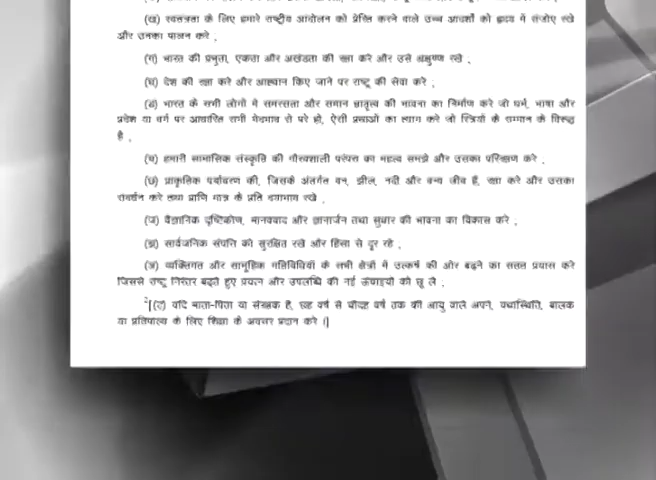 (ख) स्वतंत्रता के लिए हमारे राष्ट्रीय आंदोलन को प्रेरित करने वाले उच्च आदर्शों को हृदय में संजोए रखे
और उनका पालन करे ;
(ग) भारत की प्रभुता, एकता और अखंडता की रक्षा करे और उसे अक्षुण्ण रखे ;
(घ) देश की रक्षा करे और आह्वान किए जाने पर राष्ट्र की सेवा करे ;
(ङ) भारत के सभी लोगों में समरसता और समान भ्रातृत्व की भावना का निर्माण करे जो धर्म, भाषा और
प्रदेश या वर्ग पर आधारित सभी भेदभाव से परे हो, ऐसी प्रथाओं का त्याग करे जो स्त्रियों के सम्मान के विरुद्ध
है ;
(च) हमारी सामासिक संस्कृति की गौरवशाली परंपरा का महत्व समझे और उसका परिरक्षण करे ;
(छ) प्राकृतिक पर्यावरण की, जिसके अंतर्गत वन, झील, नदी और वन्य जीव हैं, रक्षा करे और उसका
संवर्धन करे तथा प्राणि मात्र के प्रति दयाभाव रखे ;
(ज) वैज्ञानिक दृष्टिकोण, मानववाद और ज्ञानार्जन तथा सुधार की भावना का विकास करे ;
(झ) सार्वजनिक संपत्ति को सुरक्षित रखे और हिंसा से दूर रहे ;
(ञ) व्यक्तिगत और सामूहिक गतिविधियों के सभी क्षेत्रों में उत्कर्ष की ओर बढ़ने का सतत प्रयास करे
जिससे राष्ट्र निरंतर बढ़ते हुए प्रयत्न और उपलब्धि की नई ऊंचाइयों को छू ले ;
2[(ट) यदि माता-पिता या संरक्षक है, छह वर्ष से चौदह वर्ष तक की आयु वाले अपने, यथास्थिति, बालक
या प्रतिपाल्य के लिए शिक्षा के अवसर प्रदान करे ।]